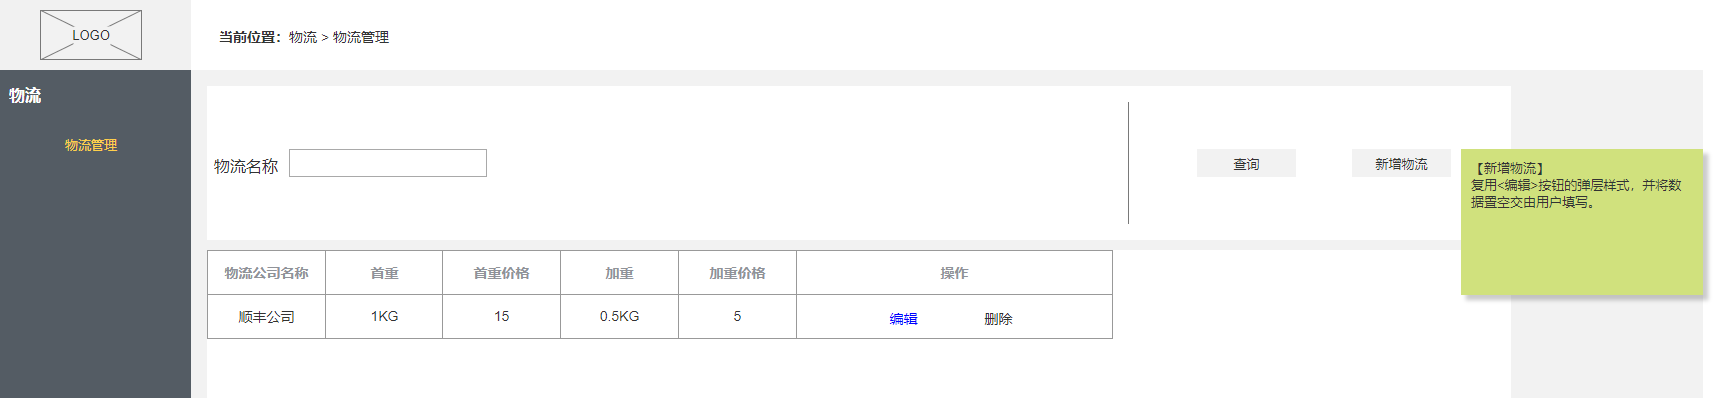 LOGO
当前位置：物流 > 物流管理
物流
物流管理
物流名称
查询
新增物流
【新增物流】
复用<编辑>按钮的弹层样式，并将数
据置空交由用户填写。
物流公司名称 首重 首重价格 加重 加重价格 操作
顺丰公司 1KG 15 0.5KG 5 编辑 删除